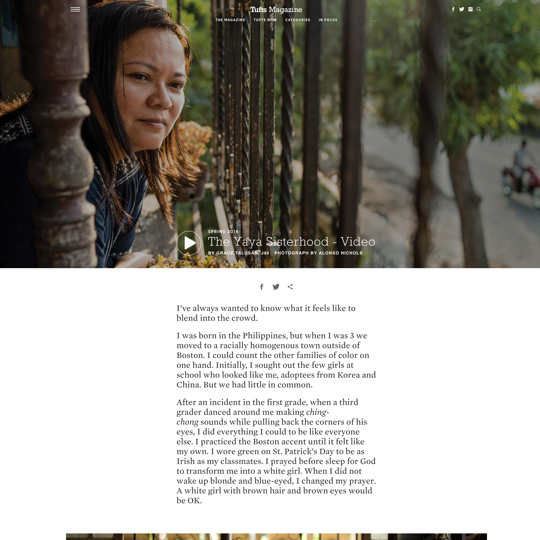 Tufts Magazine
THE MAGAZINE TUFTS NOW CATEGORIES IN FOCUS
SPRING 2016
The Yaya Sisterhood - Video
BY GRACE TALUSAN, J94 PHOTOGRAPH BY ALONSO NICHOLS
I've always wanted to know what it feels like to
blend into the crowd.
I was born in the Philippines, but when I was 3 we
moved to a racially homogenous town outside of
Boston. I could count the other families of color on
one hand. Initially, I sought out the few girls at
school who looked like me, adoptees from Korea and
China. But we had little in common.
After an incident in the first grade, when a third
grader danced around me making ching-
chong sounds while pulling back the corners of his
eyes, I did everything I could to be like everyone
else. I practiced the Boston accent until it felt like
my own. I wore green on St. Patrick's Day to be as
Irish as my classmates. I prayed before sleep for God
to transform me into a white girl. When I did not
wake up blonde and blue-eyed, I changed my prayer.
A white girl with brown hair and brown eyes would
be OK.